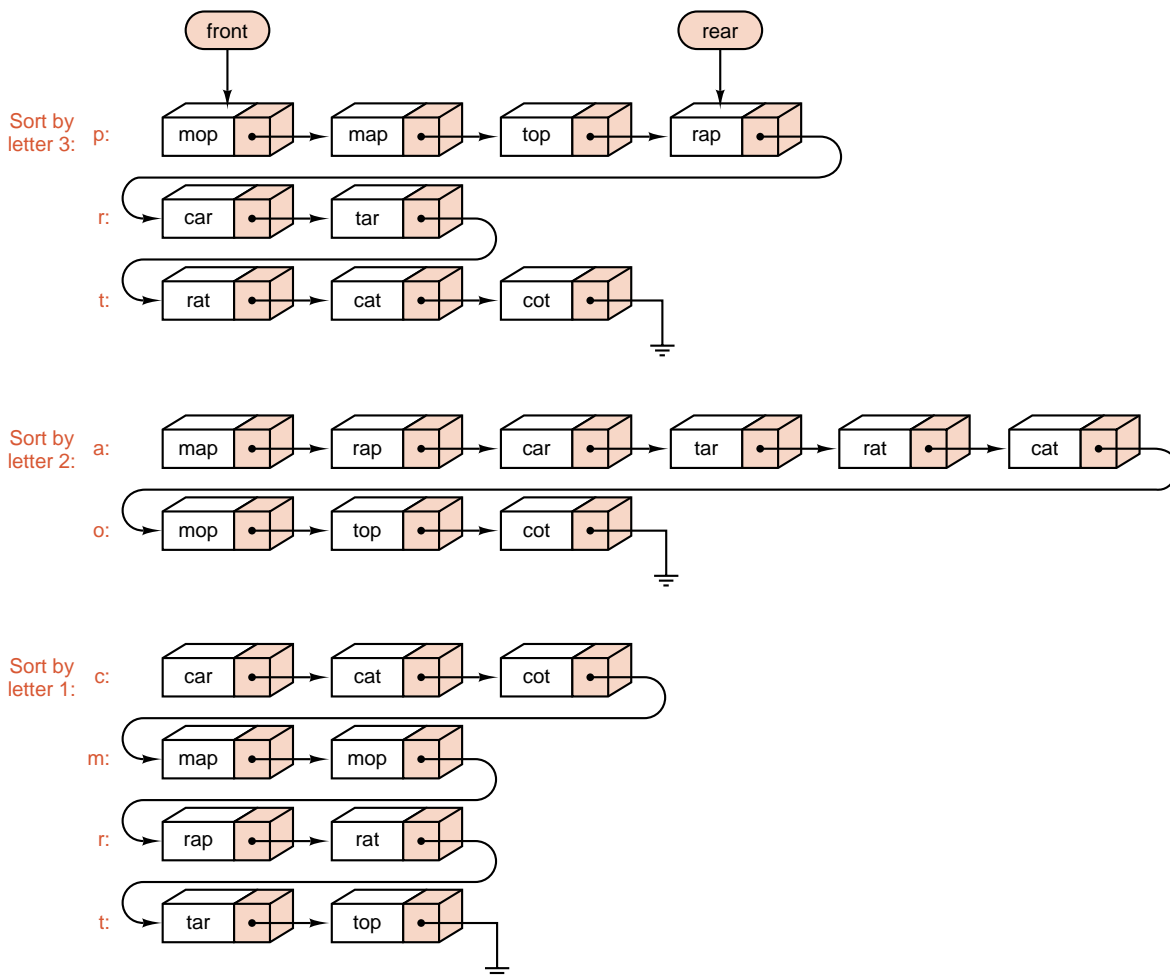 front rear
Sort by
letter 3: p: mop map top rap
r: car tar
t: rat cat cot
Sort by
letter 2: a: map rap car tar rat cat
o: mop top cot
Sort by
letter 1: c: car cat cot
m: map mop
r: rap rat
t: tar top